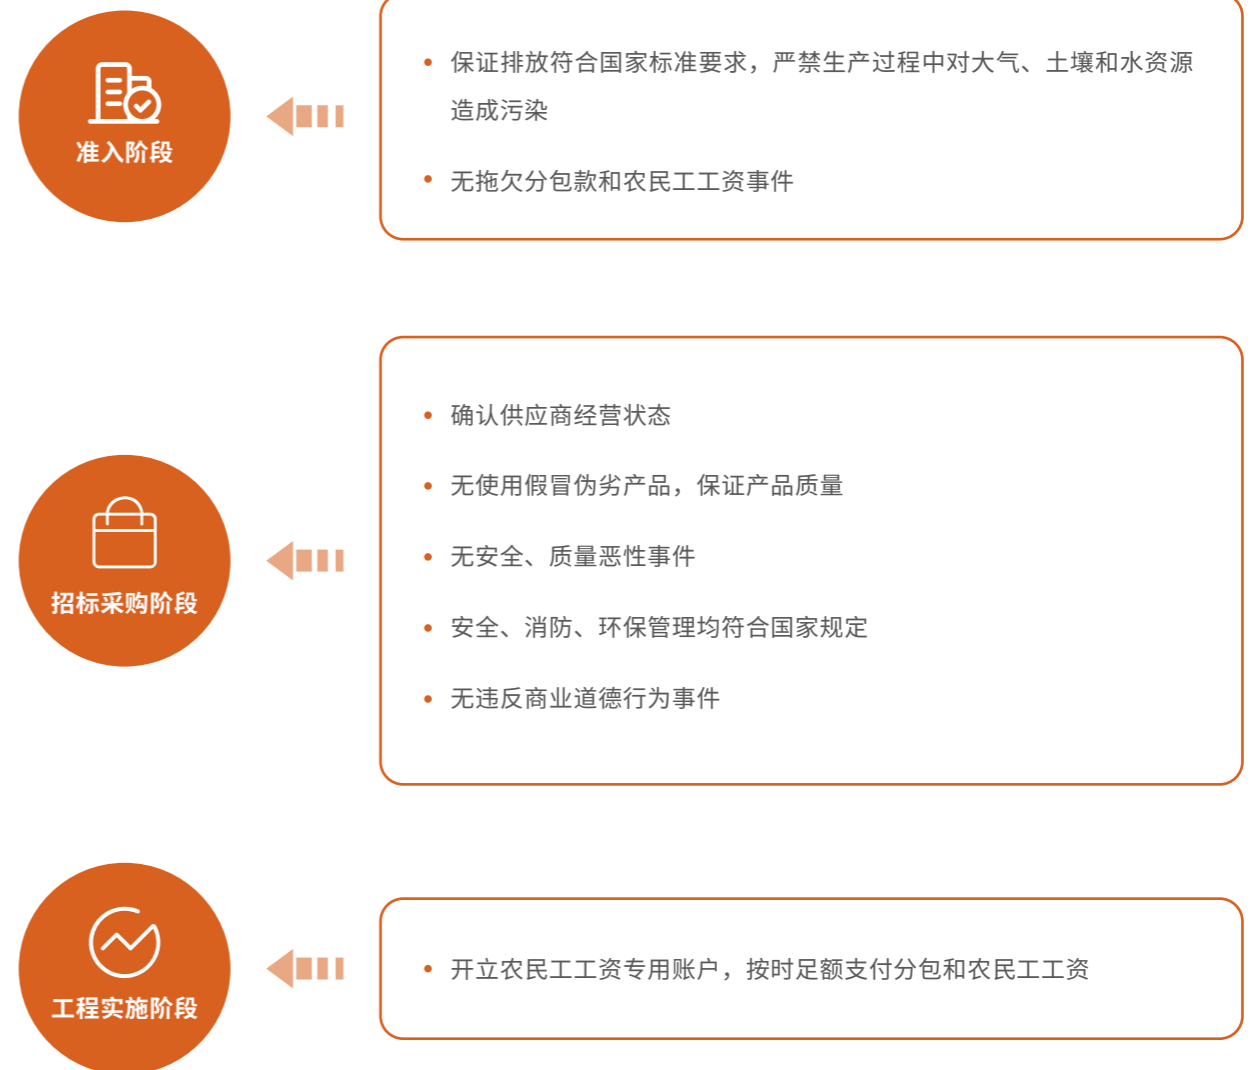 准入阶段
• 保证排放符合国家标准要求，严禁生产过程中对大气、土壤和水资源
造成污染
• 无拖欠分包款和农民工工资事件
招标采购阶段
• 确认供应商经营状态
• 无使用假冒伪劣产品，保证产品质量
• 无安全、质量恶性事件
• 安全、消防、环保管理均符合国家规定
• 无违反商业道德行为事件
工程实施阶段
• 开立农民工工资专用账户，按时足额支付分包和农民工工资